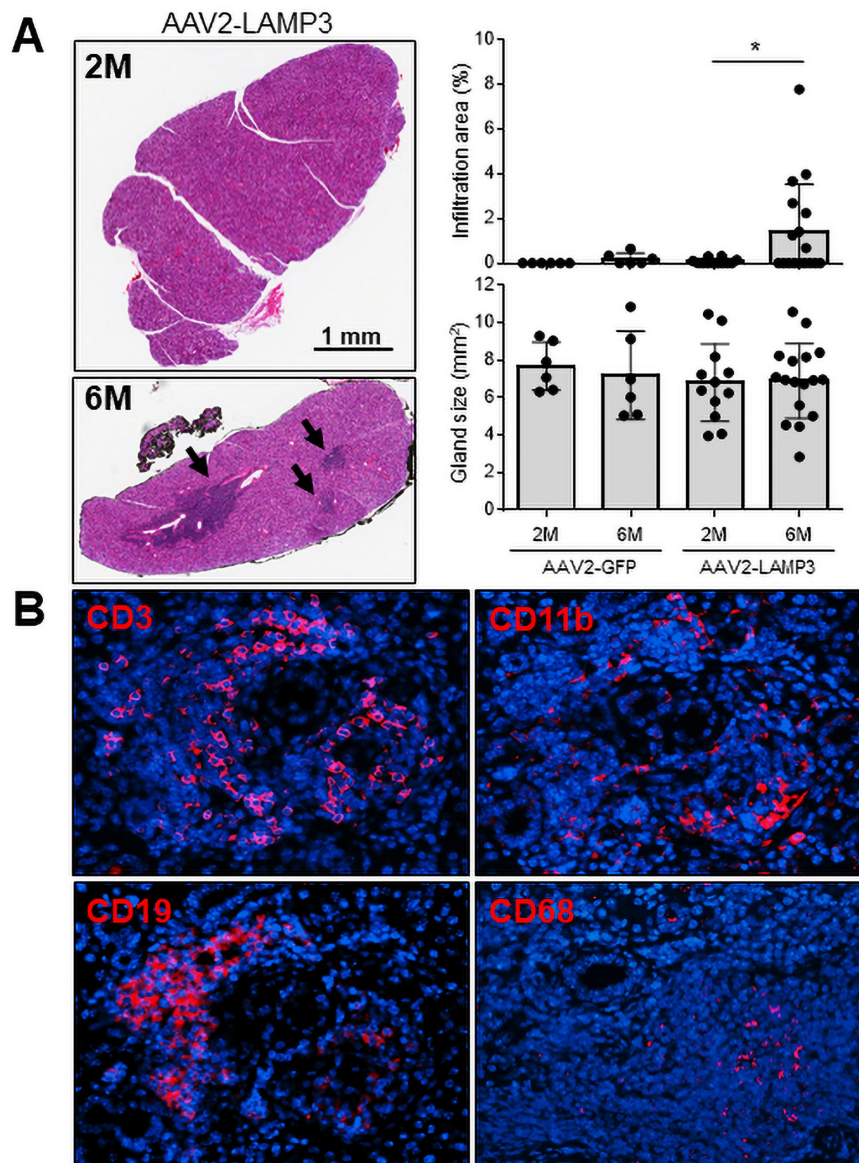 A
AAV2-LAMP3
2M
1 mm
6M
Infiltration area (%)
10
8
6
4
2
0
*
Gland size (mm²)
12
10
8
6
4
2
0
2M 6M 2M 6M
AAV2-GFP AAV2-LAMP3
B
CD3
CD11b
CD19
CD68